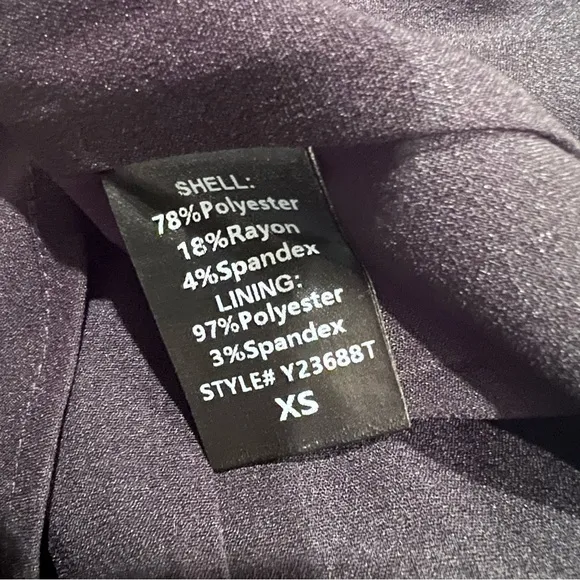 SHELL:
78%Polyester
18%Rayon
4%Spandex
LINING:
97%Polyester
3%Spandex
STYLE# Y23688T
XS